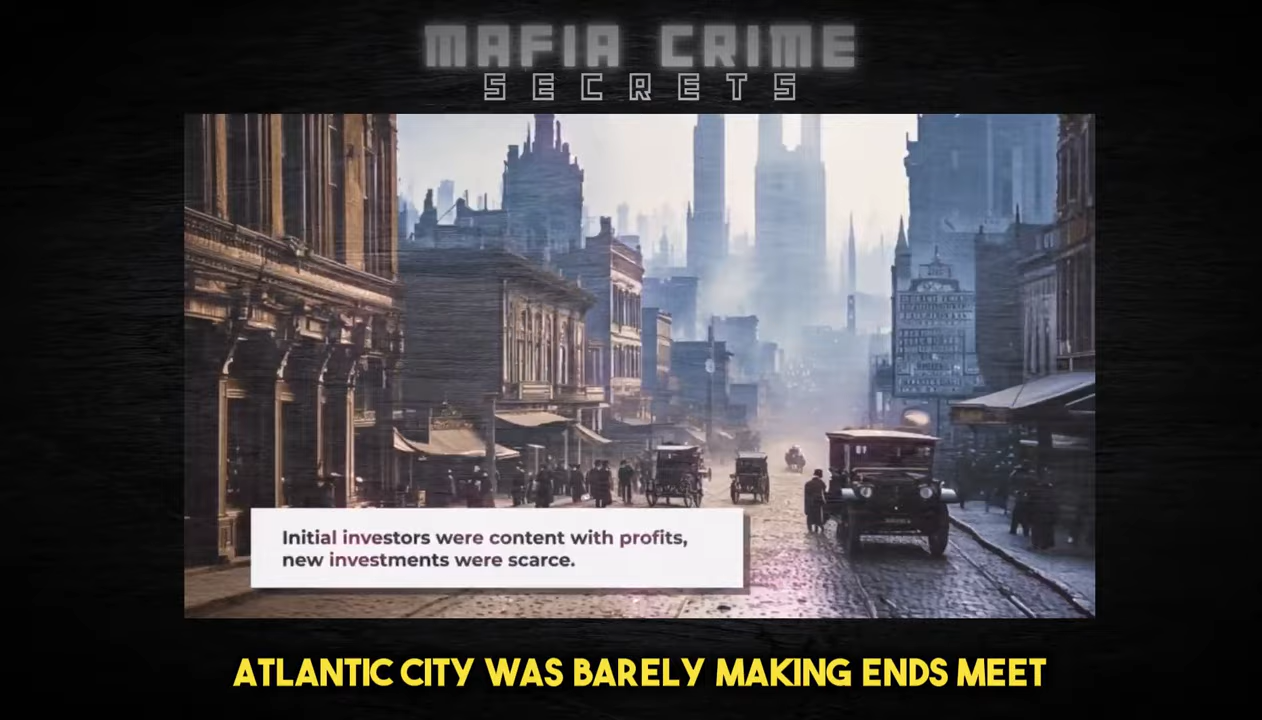 MAFIA CRIME
SECRETS
Initial investors were content with profits,
new investments were scarce.
ATLANTIC CITY WAS BARELY MAKING ENDS MEET